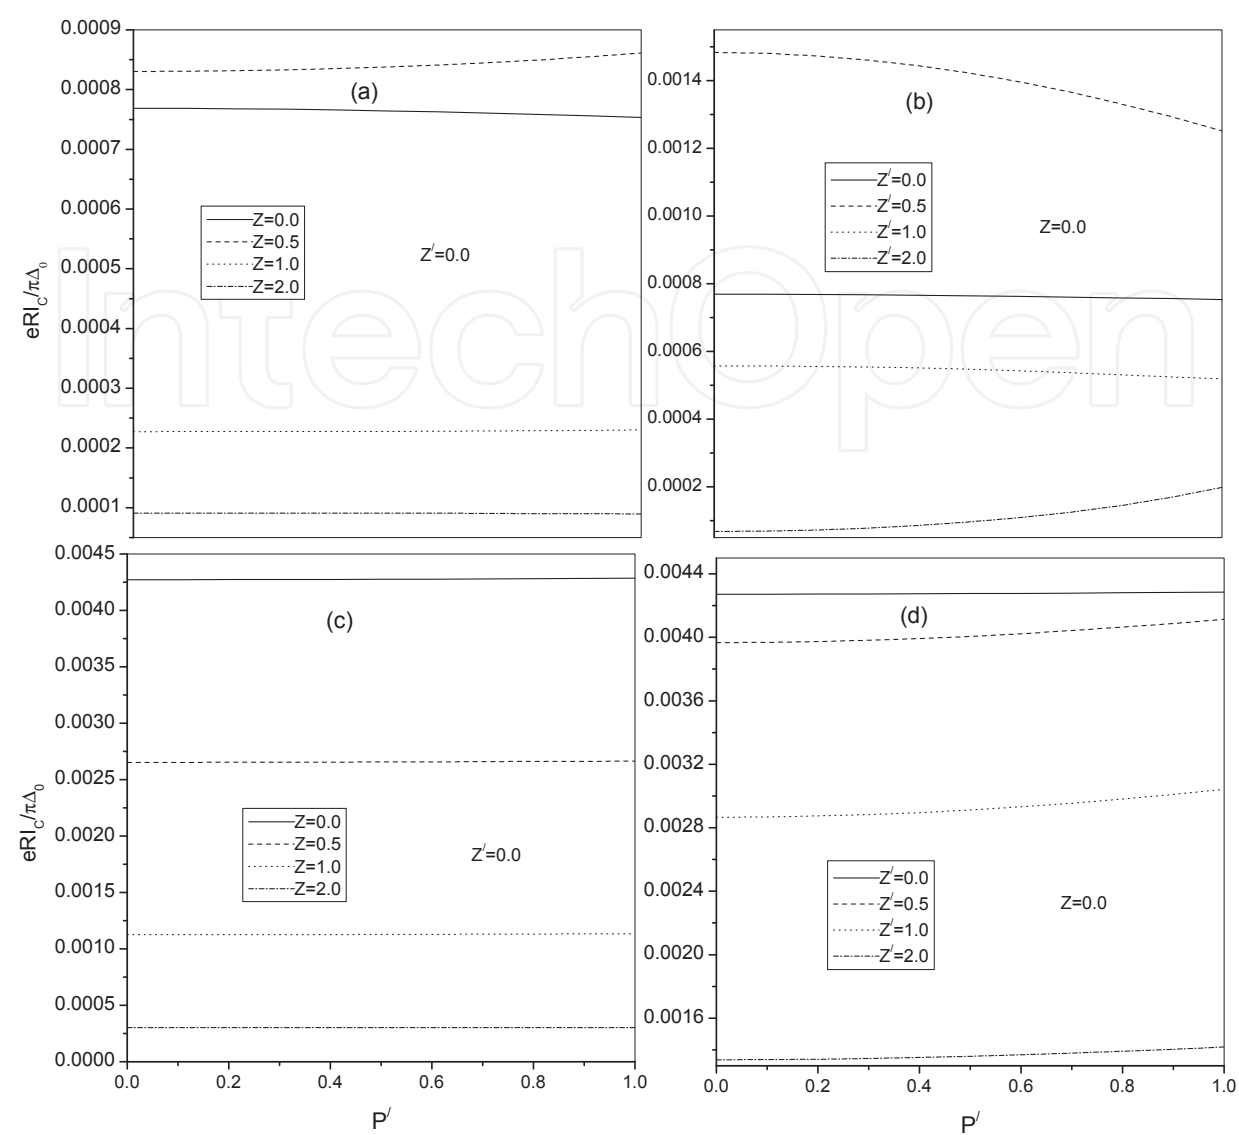 0.0009
0.0008
0.0007
0.0006
0.0005
0.0004
0.0003
0.0002
0.0001
eRI_C/πΔ_0
(a)
Z=0.0
Z=0.5
Z=1.0
Z=2.0
Z^/=0.0
0.0014
0.0012
0.0010
0.0008
0.0006
0.0004
0.0002
(b)
Z^/=0.0
Z^/=0.5
Z^/=1.0
Z^/=2.0
Z=0.0
IntechOpen
0.0045
0.0040
0.0035
0.0030
0.0025
0.0020
0.0015
0.0010
0.0005
0.0000
eRI_C/πΔ_0
(c)
Z=0.0
Z=0.5
Z=1.0
Z=2.0
Z^/=0.0
0.0 0.2 0.4 0.6 0.8 1.0
P^/
0.0044
0.0040
0.0036
0.0032
0.0028
0.0024
0.0020
0.0016
(d)
Z^/=0.0
Z^/=0.5
Z^/=1.0
Z^/=2.0
Z=0.0
0.0 0.2 0.4 0.6 0.8 1.0
P^/